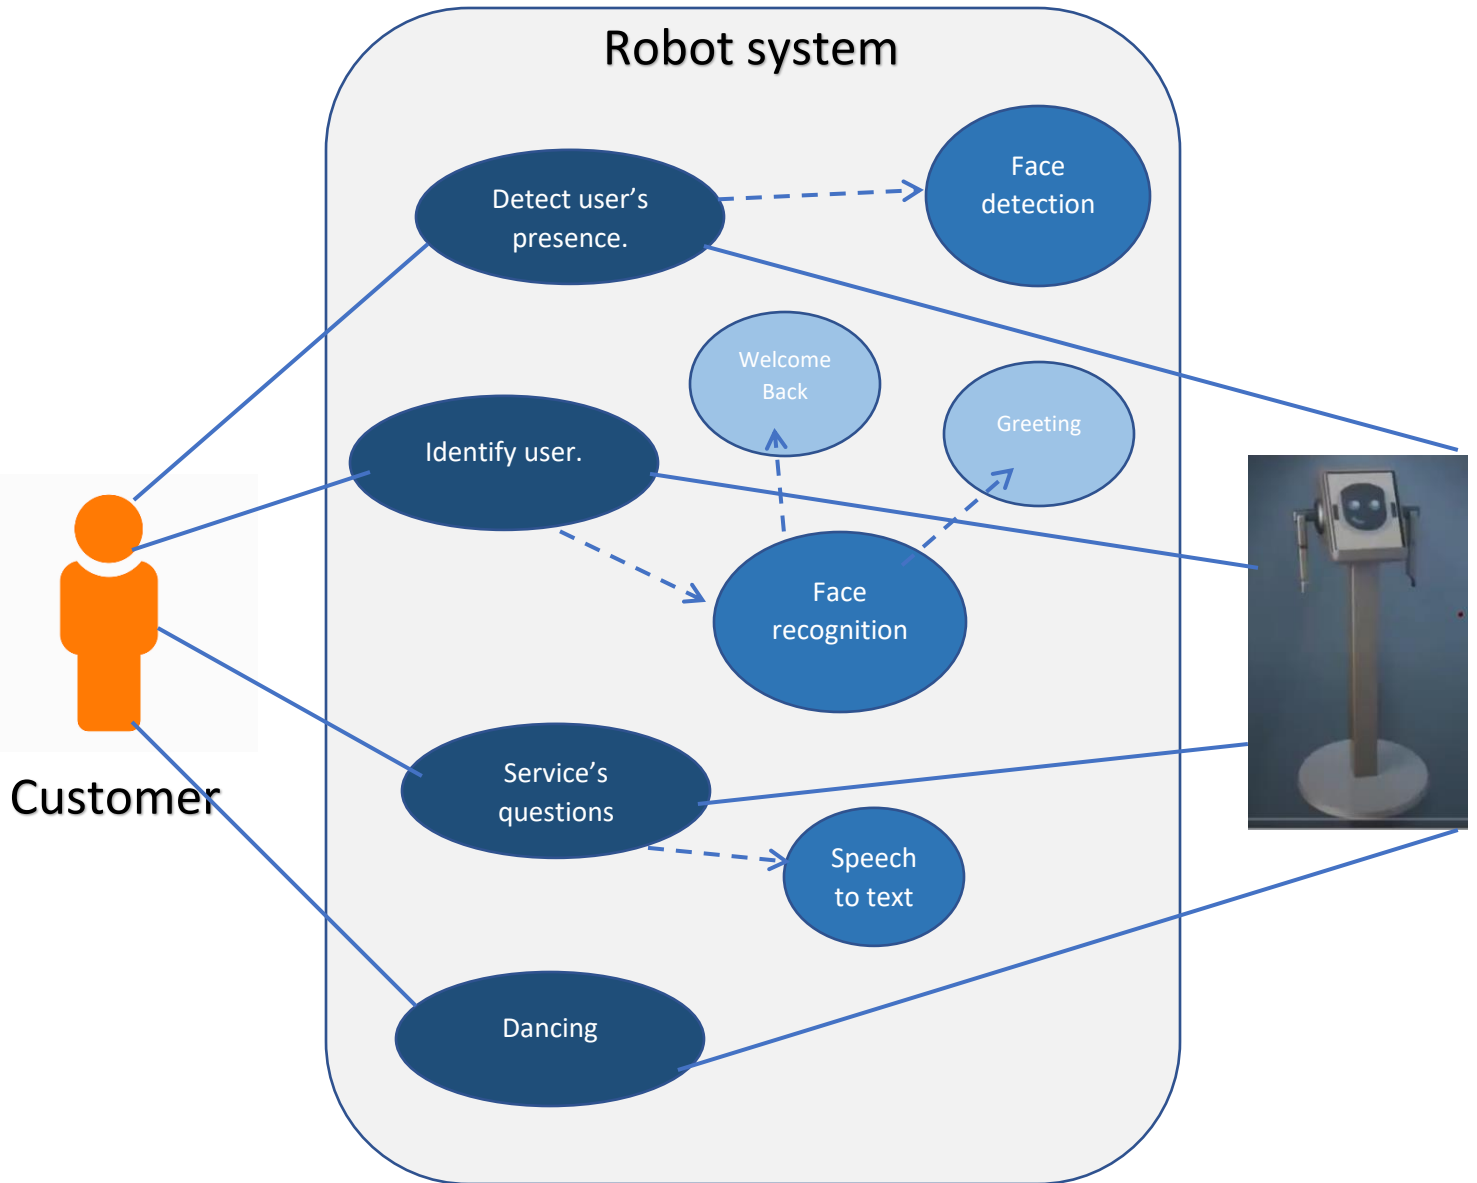 Robot system
Face
detection
Detect user’s
presence.
Welcome
Back
Greeting
Identify user.
Face
recognition
Customer
Service’s
questions
Speech
to text
Dancing